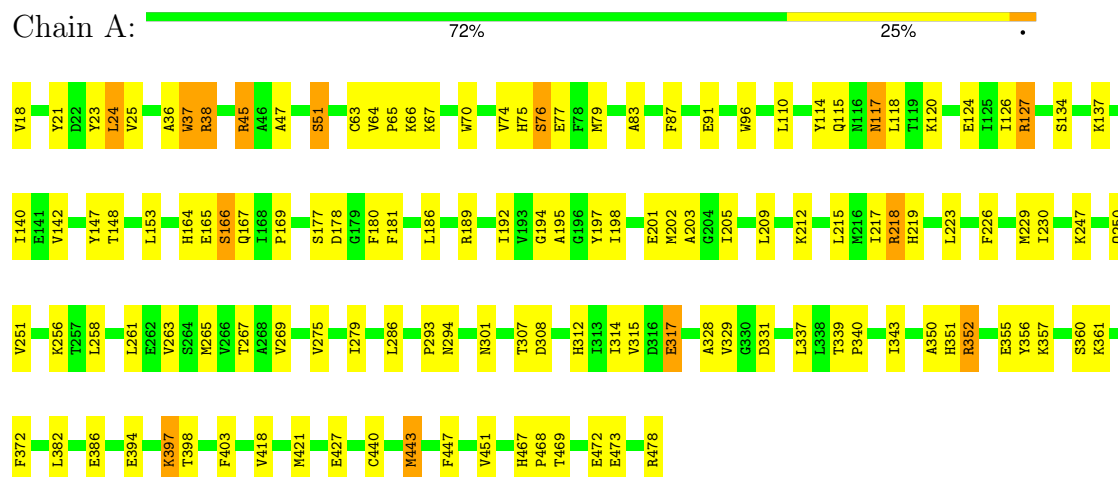 Chain A:
72% 25% •
V18 Y21 D22 Y23 L24 V25 A36 W37 R38 R45 A46 A47 S51 C63 V64 P65 K66 K67 W70 V74 H75 S76 E77 F78 M79 A83 F87 E91 W96 L110 Y114 Q115 N116 N117 L118 T119 K120 E124 I125 I126 R127 S134 K137
I140 E141 V142 Y147 T148 L153 H164 E165 S166 Q167 I168 P169 S177 D178 G179 F180 F181 L186 R189 I192 V193 G194 A195 G196 Y197 I198 E201 M202 A203 G204 I205 L209 K212 L215 M216 I217 R218 H219 L223 F226 M229 I230 K247
V251 K256 T257 L258 L261 E262 V263 S264 M265 V266 T267 A268 V269 V275 I279 L286 P293 N294 N301 T307 D308 H312 I313 I314 V315 D316 E317 A328 V329 G330 D331 L337 L338 T339 P340 I343 A350 H351 R352 E355 Y356 K357 S360 K361
F372 L382 E386 E394 K397 T398 F403 V418 M421 E427 C440 M443 F447 V451 H467 P468 T469 E472 E473 R478